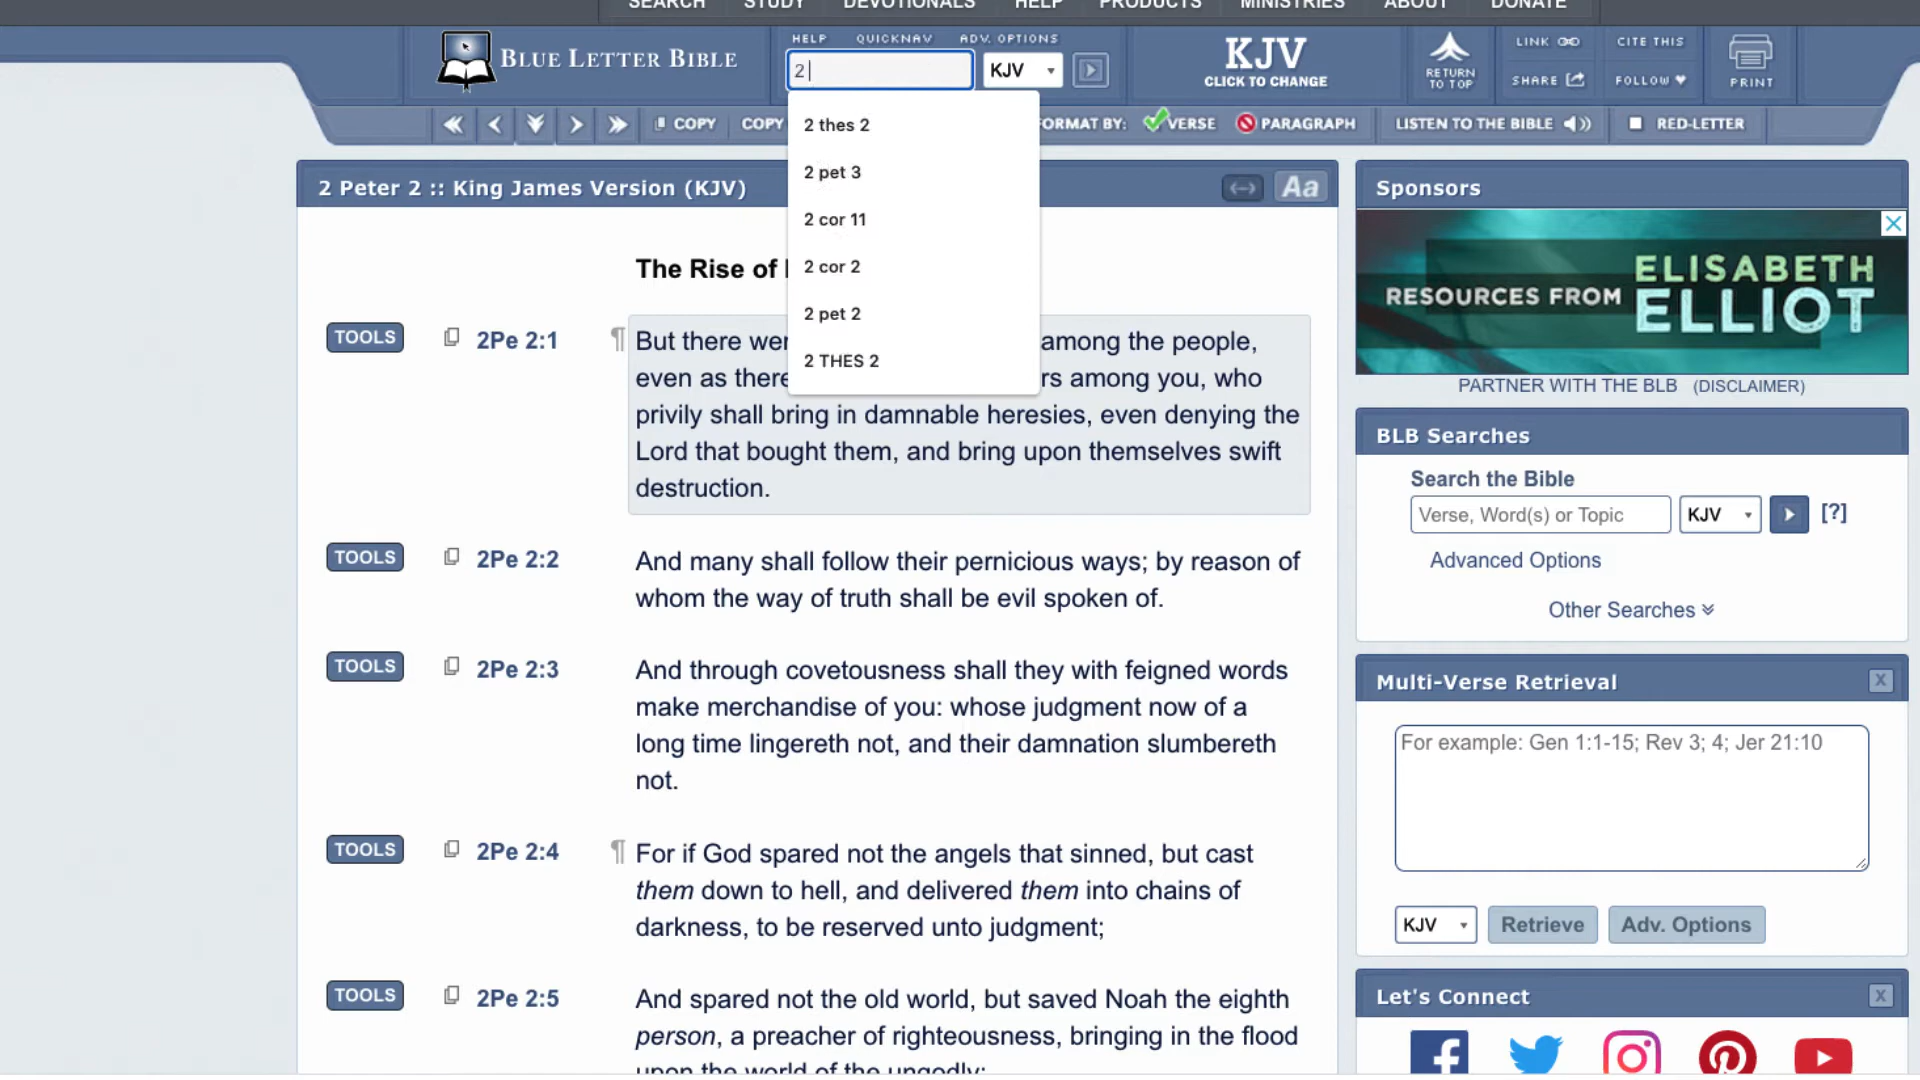 SEARCH STUDY DEVOTIONALS HELP PRODUCTS MINISTRIES ABOUT DONATE
BLUE LETTER BIBLE
HELP QUICKNAV ADV. OPTIONS
2
KJV
KJV
CLICK TO CHANGE
RETURN
TO TOP
LINK
SHARE
CITE THIS
FOLLOW
PRINT
COPY COPY
FORMAT BY: VERSE PARAGRAPH LISTEN TO THE BIBLE RED-LETTER
2 thes 2
2 pet 3
2 cor 11
2 cor 2
2 pet 2
2 THES 2
2 Peter 2 :: King James Version (KJV)
Aa
The Rise of
TOOLS 2Pe 2:1 ¶ But there wer among the people,
even as there rs among you, who
privily shall bring in damnable heresies, even denying the
Lord that bought them, and bring upon themselves swift
destruction.
TOOLS 2Pe 2:2 And many shall follow their pernicious ways; by reason of
whom the way of truth shall be evil spoken of.
TOOLS 2Pe 2:3 And through covetousness shall they with feigned words
make merchandise of you: whose judgment now of a
long time lingereth not, and their damnation slumbereth
not.
TOOLS 2Pe 2:4 ¶ For if God spared not the angels that sinned, but cast
them down to hell, and delivered them into chains of
darkness, to be reserved unto judgment;
TOOLS 2Pe 2:5 And spared not the old world, but saved Noah the eighth
person, a preacher of righteousness, bringing in the flood
upon the world of the ungodly;
Sponsors
RESOURCES FROM ELISABETH
ELLIOT
PARTNER WITH THE BLB (DISCLAIMER)
BLB Searches
Search the Bible
Verse, Word(s) or Topic KJV [?]
Advanced Options
Other Searches
Multi-Verse Retrieval X
For example: Gen 1:1-15; Rev 3; 4; Jer 21:10
KJV Retrieve Adv. Options
Let's Connect X